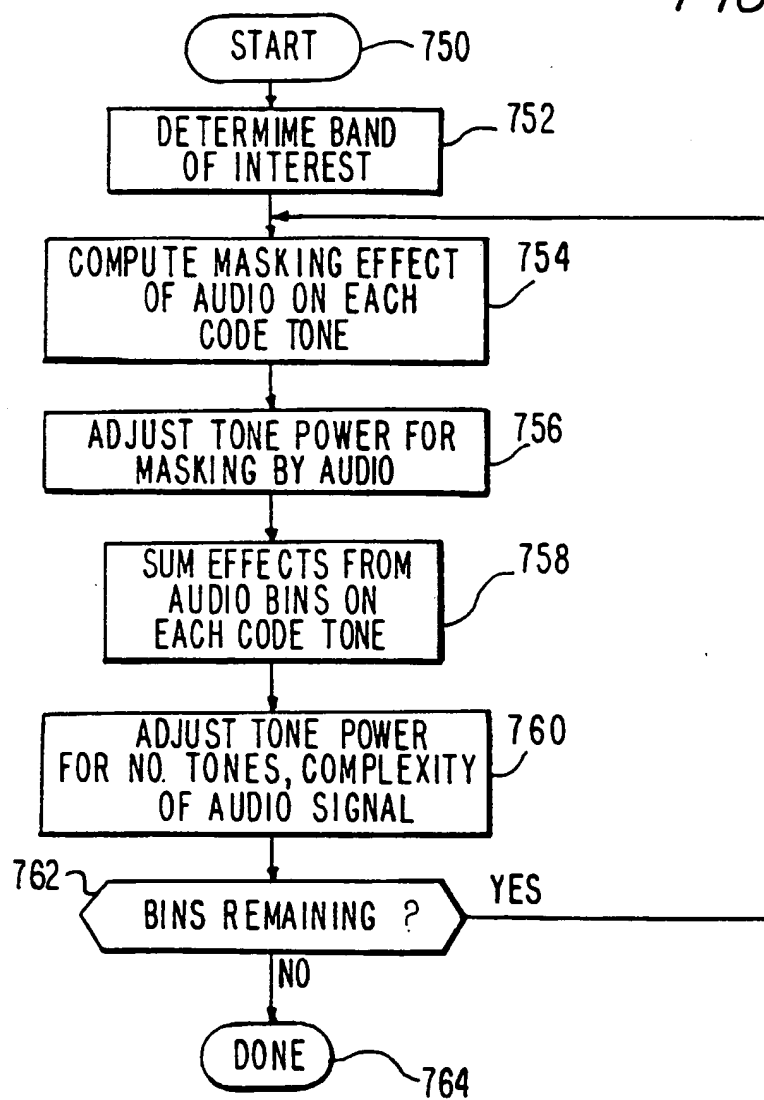 FIG
START
750
DETERMIME BAND
OF INTEREST
752
COMPUTE MASKING EFFECT
OF AUDIO ON EACH
CODE TONE
754
ADJUST TONE POWER FOR
MASKING BY AUDIO
756
SUM EFFECTS FROM
AUDIO BINS ON
EACH CODE TONE
758
ADJUST TONE POWER
FOR NO. TONES, COMPLEXITY
OF AUDIO SIGNAL
760
762
BINS REMAINING ?
YES
NO
DONE
764